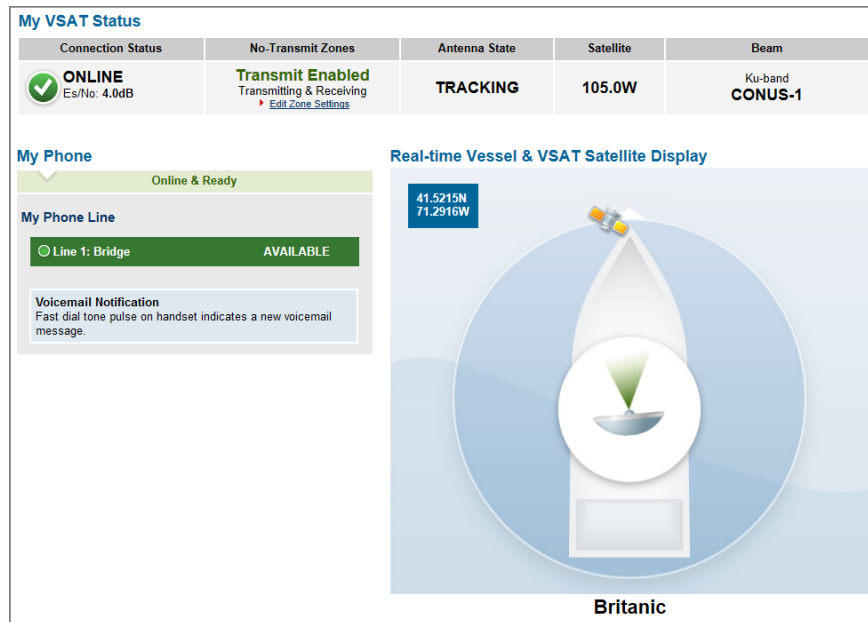 My VSAT Status
Connection Status No-Transmit Zones Antenna State Satellite Beam
ONLINE
Es/No: 4.0dB
Transmit Enabled
Transmitting & Receiving
Edit Zone Settings
TRACKING
105.0W
Ku-band
CONUS-1
My Phone
Online & Ready
My Phone Line
Line 1: Bridge AVAILABLE
Voicemail Notification
Fast dial tone pulse on handset indicates a new voicemail
message.
Real-time Vessel & VSAT Satellite Display
41.5215N
71.2916W
Britanic